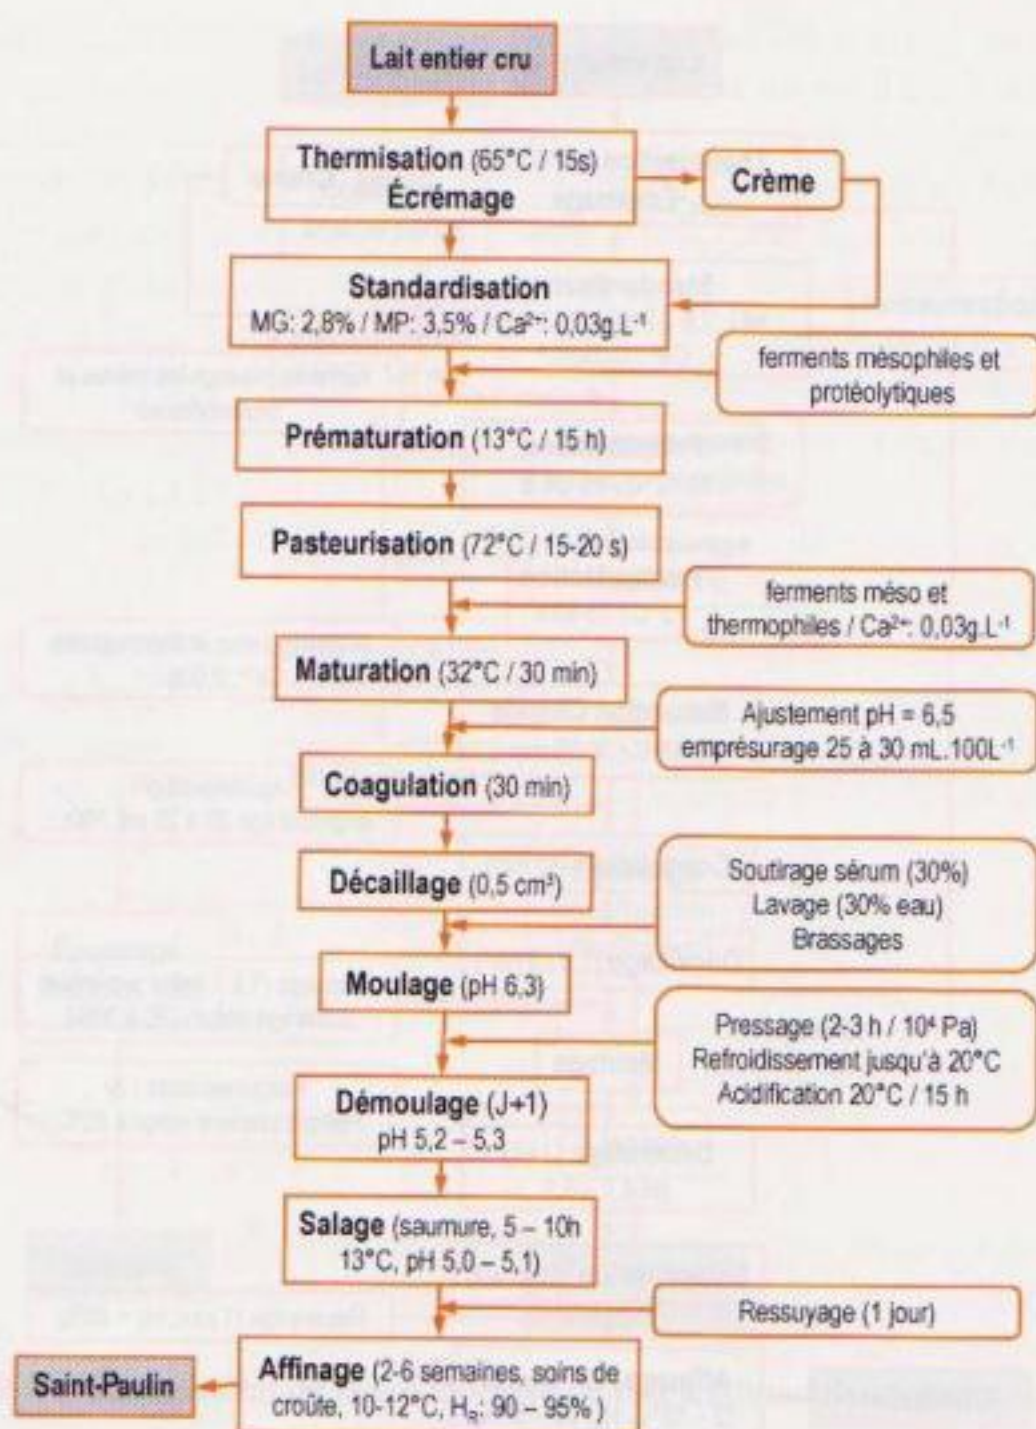 Lait entier cru
Thermisation (65°C / 15s)
Écrémage
Crème
Standardisation
MG: 2,8% / MP: 3,5% / Ca²⁺: 0,03g.L⁻¹
ferments mésophiles et
protéolytiques
Prématuration (13°C / 15 h)
Pasteurisation (72°C / 15-20 s)
ferments méso et
thermophiles / Ca²⁺: 0,03g.L⁻¹
Maturation (32°C / 30 min)
Ajustement pH = 6,5
emprésurage 25 à 30 mL.100L⁻¹
Coagulation (30 min)
Décaillage (0,5 cm³)
Soutirage sérum (30%)
Lavage (30% eau)
Brassages
Moulage (pH 6,3)
Pressage (2-3 h / 10⁴ Pa)
Refroidissement jusqu'à 20°C
Acidification 20°C / 15 h
Démoulage (J+1)
pH 5,2 – 5,3
Salage (saumure, 5 – 10h
13°C, pH 5,0 – 5,1)
Ressuyage (1 jour)
Affinage (2-6 semaines, soins de
croûte, 10-12°C, H<sub>R</sub>: 90 – 95% )
Saint-Paulin